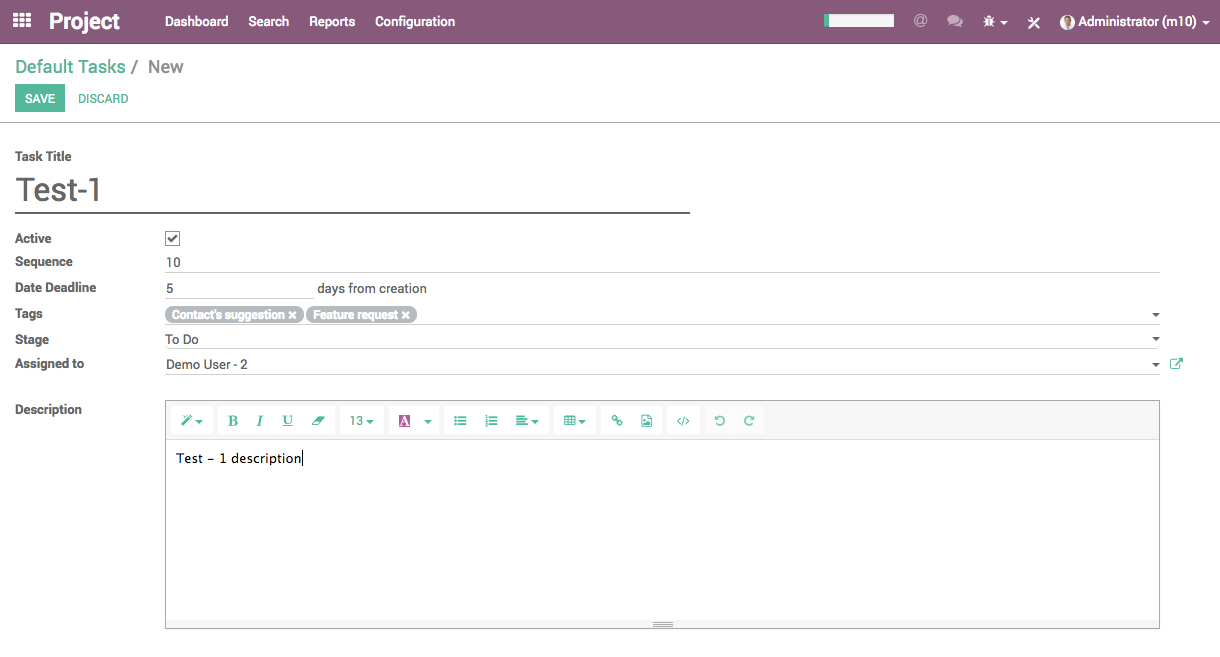 Project Dashboard Search Reports Configuration @ Administrator (m10)
Default Tasks / New
SAVE DISCARD
Task Title
Test-1
Active
Sequence 10
Date Deadline 5 days from creation
Tags Contact's suggestion × Feature request ×
Stage To Do
Assigned to Demo User - 2
Description
B I U 13 A
Test – 1 description